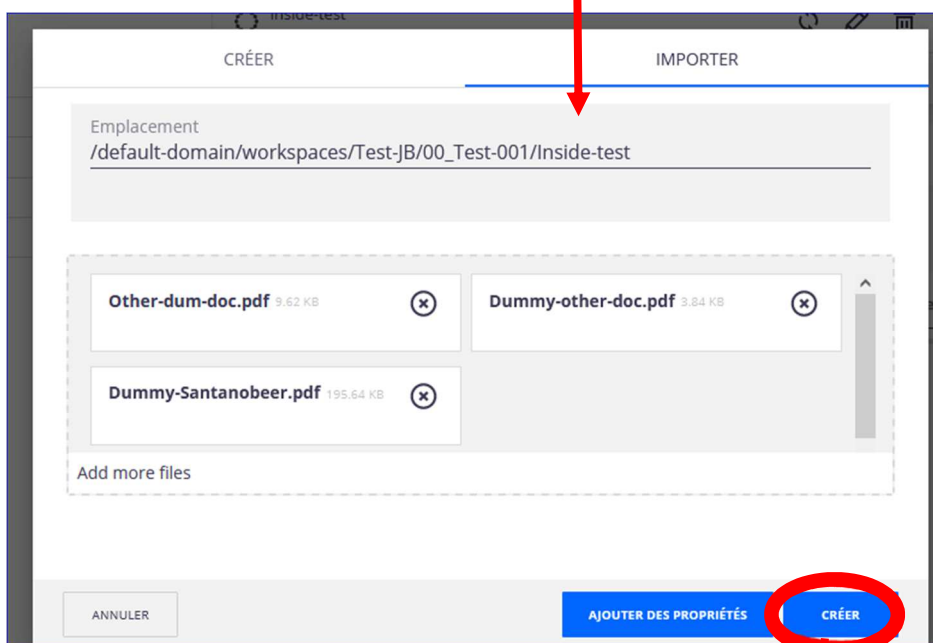 Inside-test
CRÉER IMPORTER
Emplacement
/default-domain/workspaces/Test-JB/00_Test-001/Inside-test
Other-dum-doc.pdf 9.62 KB Dummy-other-doc.pdf 3.84 KB
Dummy-Santanobeer.pdf 195.64 KB
Add more files
ANNULER AJOUTER DES PROPRIÉTÉS CRÉER